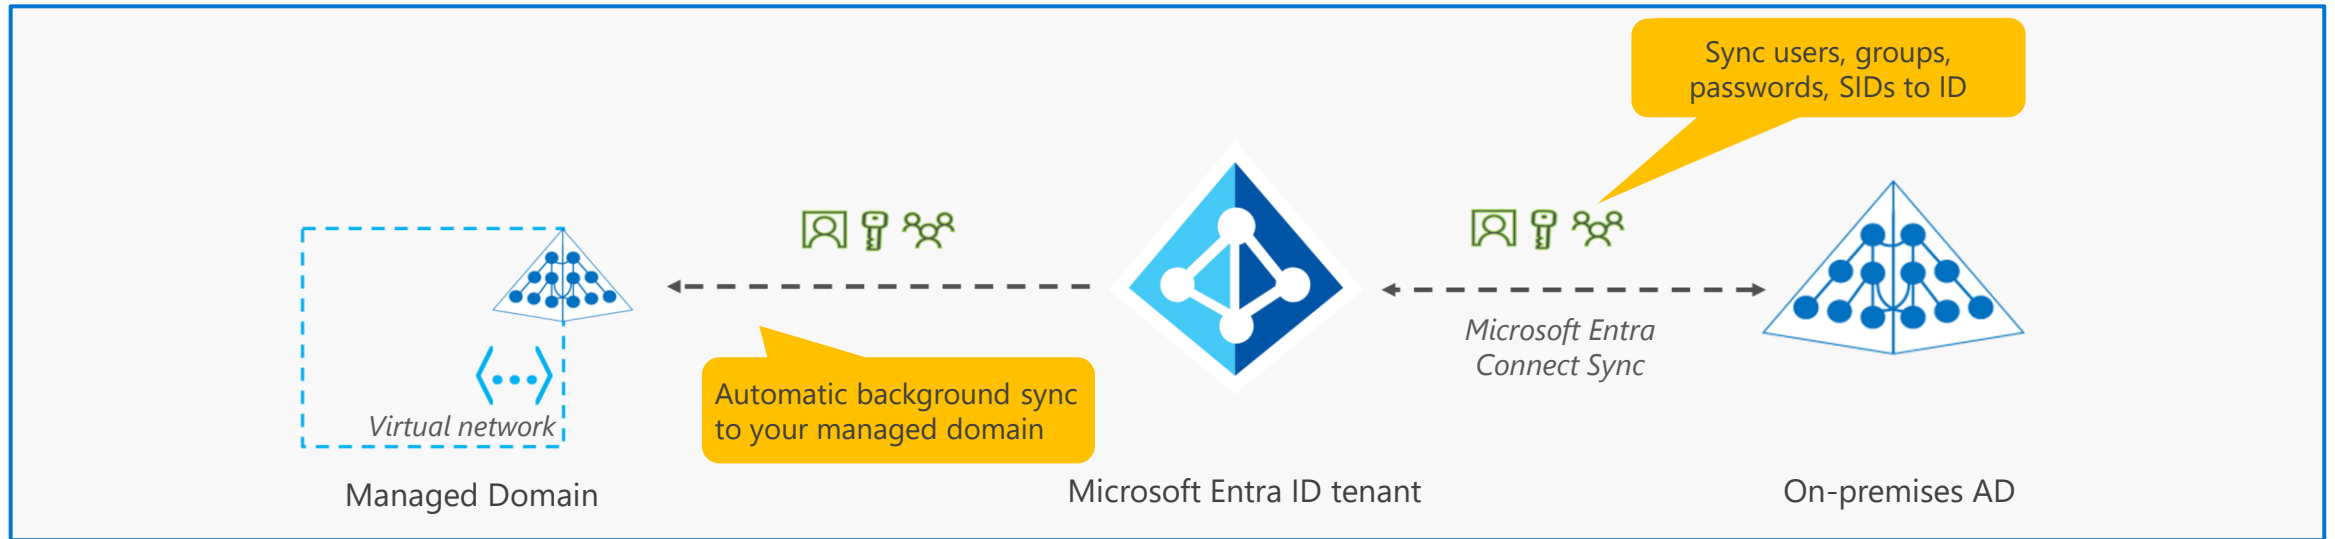 Sync users, groups,
passwords, SIDs to ID
Microsoft Entra
Connect Sync
Automatic background sync
to your managed domain
Virtual network
Managed Domain
Microsoft Entra ID tenant
On-premises AD